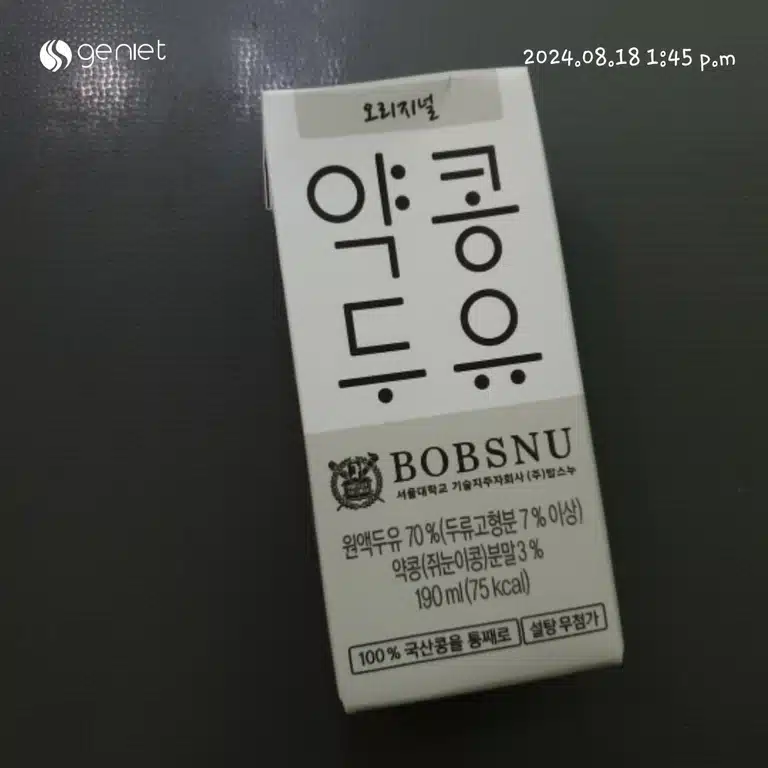 geniet
2024.08.18 1:45 p.m
오리지널
약콩
두유
BOBSNU
서울대학교 기술지주자회사 (주)밥스누
원액두유 70%(두류고형분 7% 이상)
약콩(쥐눈이콩)분말 3%
190 ml (75 kcal)
100% 국산콩을 통째로 설탕 무첨가